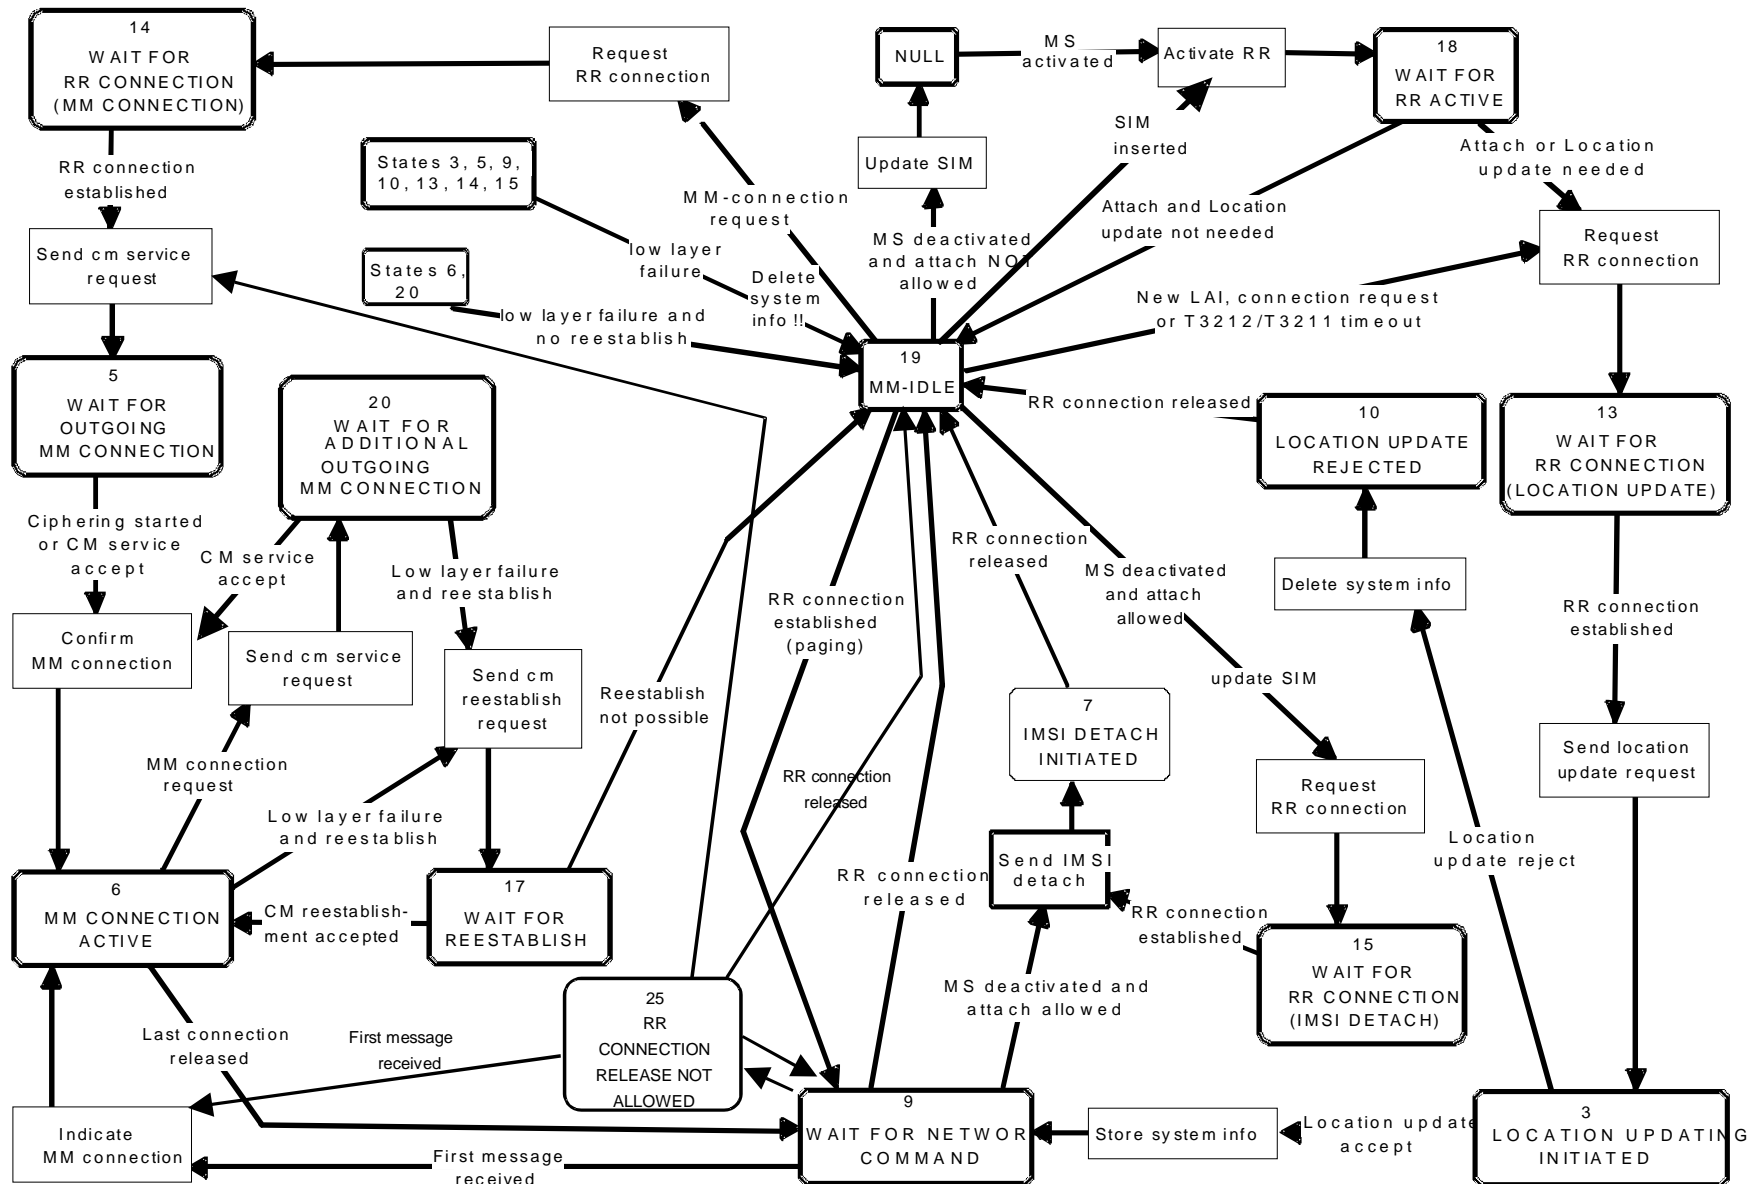 14
WAIT FOR
RR CONNECTION
(MM CONNECTION)
Request
RR connection
NULL
MS
activated
Activate RR
18
WAIT FOR
RR ACTIVE
RR connection
established
States 3, 5, 9,
10, 13, 14, 15
MM-connection
request
Update SIM
SIM
inserted
Attach or Location
update needed
Send cm service
request
States 6,
20
low layer
failure
Delete
system
info !!
MS deactivated
and attach NOT
allowed
Attach and Location
update not needed
Request
RR connection
low layer failure and
no reestablish
New LAI, connection request
or T3212/T3211 timeout
19
MM-IDLE
5
WAIT FOR
OUTGOING
MM CONNECTION
20
WAIT FOR
ADDITIONAL
OUTGOING
MM CONNECTION
RR connection released
10
LOCATION UPDATE
REJECTED
13
WAIT FOR
RR CONNECTION
(LOCATION UPDATE)
Ciphering started
or CM service
accept
CM service
accept
Low layer failure
and reestablish
RR connection
released
MS deactivated
and attach
allowed
Delete system info
RR connection
established
(paging)
RR connection
established
Confirm
MM connection
Send cm service
request
Send cm
reestablish
request
Reestablish
not possible
update SIM
7
IMSI DETACH
INITIATED
Send location
update request
MM connection
request
Low layer failure
and reestablish
RR connection
released
Request
RR connection
Location
update reject
6
MM CONNECTION
ACTIVE
CM reestablish-
ment accepted
17
WAIT FOR
REESTABLISH
RR connection
released
Send IMSI
detach
RR connection
established
15
WAIT FOR
RR CONNECTION
(IMSI DETACH)
Last connection
released
First message
received
25
RR
CONNECTION
RELEASE NOT
ALLOWED
MS deactivated and
attach allowed
Indicate
MM connection
First message
received
9
WAIT FOR NETWOR
COMMAND
Store system info
Location update
accept
3
LOCATION UPDATING
INITIATED